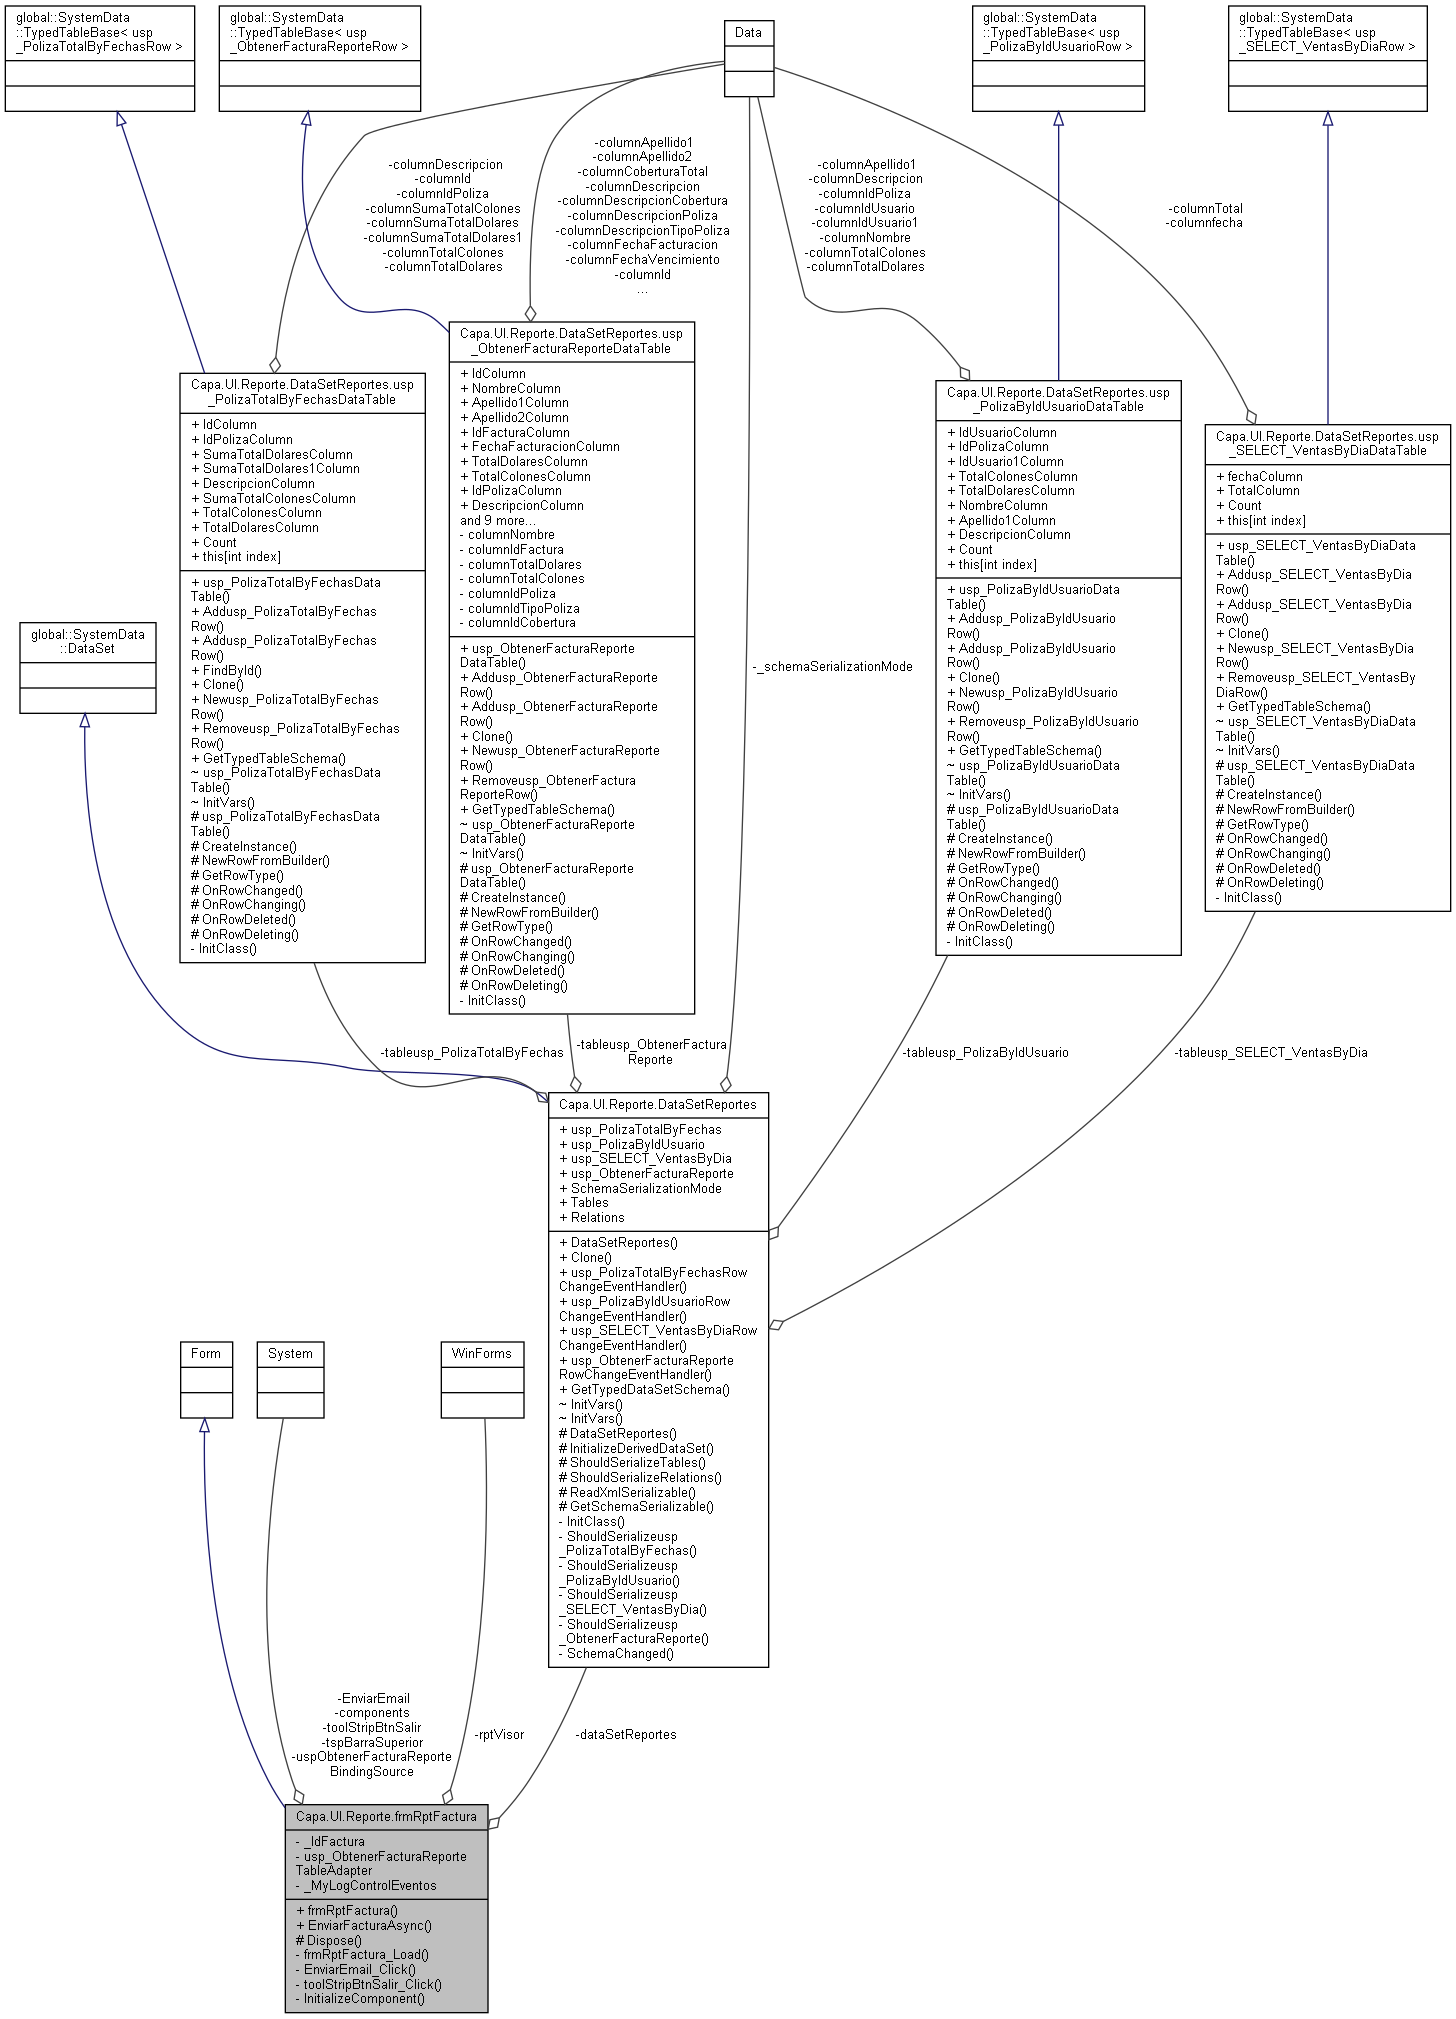 global::SystemData
::TypedTableBase< usp
_PolizaTotalByFechasRow >
global::SystemData
::TypedTableBase< usp
_ObtenerFacturaReporteRow >
Data
global::SystemData
::TypedTableBase< usp
_PolizaByIdUsuarioRow >
global::SystemData
::TypedTableBase< usp
_SELECT_VentasByDiaRow >
-columnDescripcion
-columnId
-columnIdPoliza
-columnSumaTotalColones
-columnSumaTotalDolares
-columnSumaTotalDolares1
-columnTotalColones
-columnTotalDolares
-columnApellido1
-columnApellido2
-columnCoberturaTotal
-columnDescripcion
-columnDescripcionCobertura
-columnDescripcionPoliza
-columnDescripcionTipoPoliza
-columnFechaFacturacion
-columnFechaVencimiento
-columnId
...
-columnApellido1
-columnDescripcion
-columnIdPoliza
-columnIdUsuario
-columnIdUsuario1
-columnNombre
-columnTotalColones
-columnTotalDolares
-columnTotal
-columnfecha
Capa.UI.Reporte.DataSetReportes.usp
_PolizaTotalByFechasDataTable
+ IdColumn
+ IdPolizaColumn
+ SumaTotalDolaresColumn
+ SumaTotalDolares1Column
+ DescripcionColumn
+ SumaTotalColonesColumn
+ TotalColonesColumn
+ TotalDolaresColumn
+ Count
+ this[int index]
+ usp_PolizaTotalByFechasData
Table()
+ Addusp_PolizaTotalByFechas
Row()
+ Addusp_PolizaTotalByFechas
Row()
+ FindById()
+ Clone()
+ Newusp_PolizaTotalByFechas
Row()
+ Removeusp_PolizaTotalByFechas
Row()
+ GetTypedTableSchema()
~ usp_PolizaTotalByFechasData
Table()
~ InitVars()
# usp_PolizaTotalByFechasData
Table()
# CreateInstance()
# NewRowFromBuilder()
# GetRowType()
# OnRowChanged()
# OnRowChanging()
# OnRowDeleted()
# OnRowDeleting()
- InitClass()
Capa.UI.Reporte.DataSetReportes.usp
_ObtenerFacturaReporteDataTable
+ IdColumn
+ NombreColumn
+ Apellido1Column
+ Apellido2Column
+ IdFacturaColumn
+ FechaFacturacionColumn
+ TotalDolaresColumn
+ TotalColonesColumn
+ IdPolizaColumn
+ DescripcionColumn
and 9 more...
- columnNombre
- columnIdFactura
- columnTotalDolares
- columnTotalColones
- columnIdPoliza
- columnIdTipoPoliza
- columnIdCobertura
+ usp_ObtenerFacturaReporte
DataTable()
+ Addusp_ObtenerFacturaReporte
Row()
+ Addusp_ObtenerFacturaReporte
Row()
+ Clone()
+ Newusp_ObtenerFacturaReporte
Row()
+ Removeusp_ObtenerFactura
ReporteRow()
+ GetTypedTableSchema()
~ usp_ObtenerFacturaReporte
DataTable()
~ InitVars()
# usp_ObtenerFacturaReporte
DataTable()
# CreateInstance()
# NewRowFromBuilder()
# GetRowType()
# OnRowChanged()
# OnRowChanging()
# OnRowDeleted()
# OnRowDeleting()
- InitClass()
Capa.UI.Reporte.DataSetReportes.usp
_PolizaByIdUsuarioDataTable
+ IdUsuarioColumn
+ IdPolizaColumn
+ IdUsuario1Column
+ TotalColonesColumn
+ TotalDolaresColumn
+ NombreColumn
+ Apellido1Column
+ DescripcionColumn
+ Count
+ this[int index]
+ usp_PolizaByIdUsuarioData
Table()
+ Addusp_PolizaByIdUsuario
Row()
+ Addusp_PolizaByIdUsuario
Row()
+ Clone()
+ Newusp_PolizaByIdUsuario
Row()
+ Removeusp_PolizaByIdUsuario
Row()
+ GetTypedTableSchema()
~ usp_PolizaByIdUsuarioData
Table()
~ InitVars()
# usp_PolizaByIdUsuarioData
Table()
# CreateInstance()
# NewRowFromBuilder()
# GetRowType()
# OnRowChanged()
# OnRowChanging()
# OnRowDeleted()
# OnRowDeleting()
- InitClass()
Capa.UI.Reporte.DataSetReportes.usp
_SELECT_VentasByDiaDataTable
+ fechaColumn
+ TotalColumn
+ Count
+ this[int index]
+ usp_SELECT_VentasByDiaData
Table()
+ Addusp_SELECT_VentasByDia
Row()
+ Addusp_SELECT_VentasByDia
Row()
+ Clone()
+ Newusp_SELECT_VentasByDia
Row()
+ Removeusp_SELECT_VentasBy
DiaRow()
+ GetTypedTableSchema()
~ usp_SELECT_VentasByDiaData
Table()
~ InitVars()
# usp_SELECT_VentasByDiaData
Table()
# CreateInstance()
# NewRowFromBuilder()
# GetRowType()
# OnRowChanged()
# OnRowChanging()
# OnRowDeleted()
# OnRowDeleting()
- InitClass()
global::SystemData
::DataSet
-_schemaSerializationMode
-tableusp_PolizaTotalByFechas
-tableusp_ObtenerFactura
Reporte
-tableusp_PolizaByIdUsuario
-tableusp_SELECT_VentasByDia
Capa.UI.Reporte.DataSetReportes
+ usp_PolizaTotalByFechas
+ usp_PolizaByIdUsuario
+ usp_SELECT_VentasByDia
+ usp_ObtenerFacturaReporte
+ SchemaSerializationMode
+ Tables
+ Relations
+ DataSetReportes()
+ Clone()
+ usp_PolizaTotalByFechasRow
ChangeEventHandler()
+ usp_PolizaByIdUsuarioRow
ChangeEventHandler()
+ usp_SELECT_VentasByDiaRow
ChangeEventHandler()
+ usp_ObtenerFacturaReporte
RowChangeEventHandler()
+ GetTypedDataSetSchema()
~ InitVars()
~ InitVars()
# DataSetReportes()
# InitializeDerivedDataSet()
# ShouldSerializeTables()
# ShouldSerializeRelations()
# ReadXmlSerializable()
# GetSchemaSerializable()
- InitClass()
- ShouldSerializeusp
_PolizaTotalByFechas()
- ShouldSerializeusp
_PolizaByIdUsuario()
- ShouldSerializeusp
_SELECT_VentasByDia()
- ShouldSerializeusp
_ObtenerFacturaReporte()
- SchemaChanged()
Form
System
WinForms
-EnviarEmail
-components
-toolStripBtnSalir
-tspBarraSuperior
-uspObtenerFacturaReporte
BindingSource
-rptVisor
-dataSetReportes
Capa.UI.Reporte.frmRptFactura
- _IdFactura
- usp_ObtenerFacturaReporte
TableAdapter
- _MyLogControlEventos
+ frmRptFactura()
+ EnviarFacturaAsync()
# Dispose()
- frmRptFactura_Load()
- EnviarEmail_Click()
- toolStripBtnSalir_Click()
- InitializeComponent()